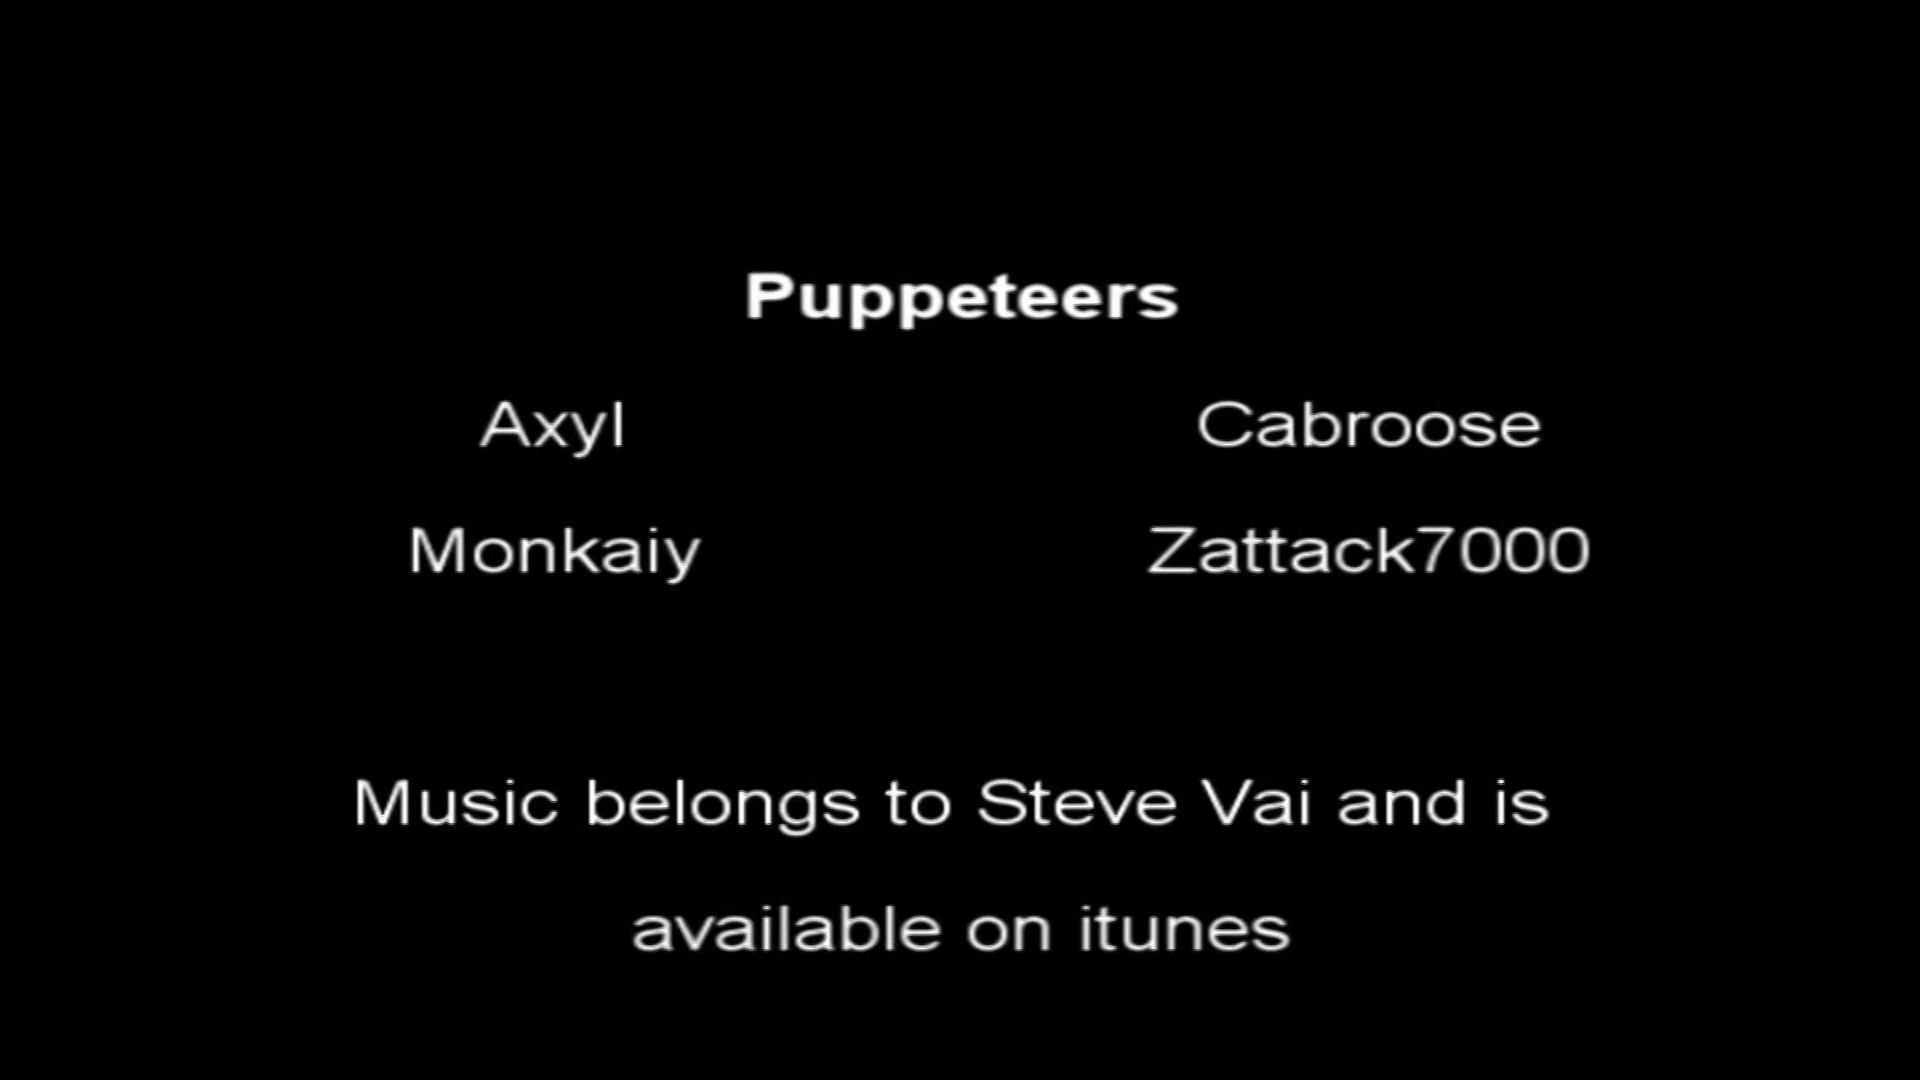 Puppeteers
Axyl Cabroose
Monkaiy Zattack7000
Music belongs to Steve Vai and is
available on itunes